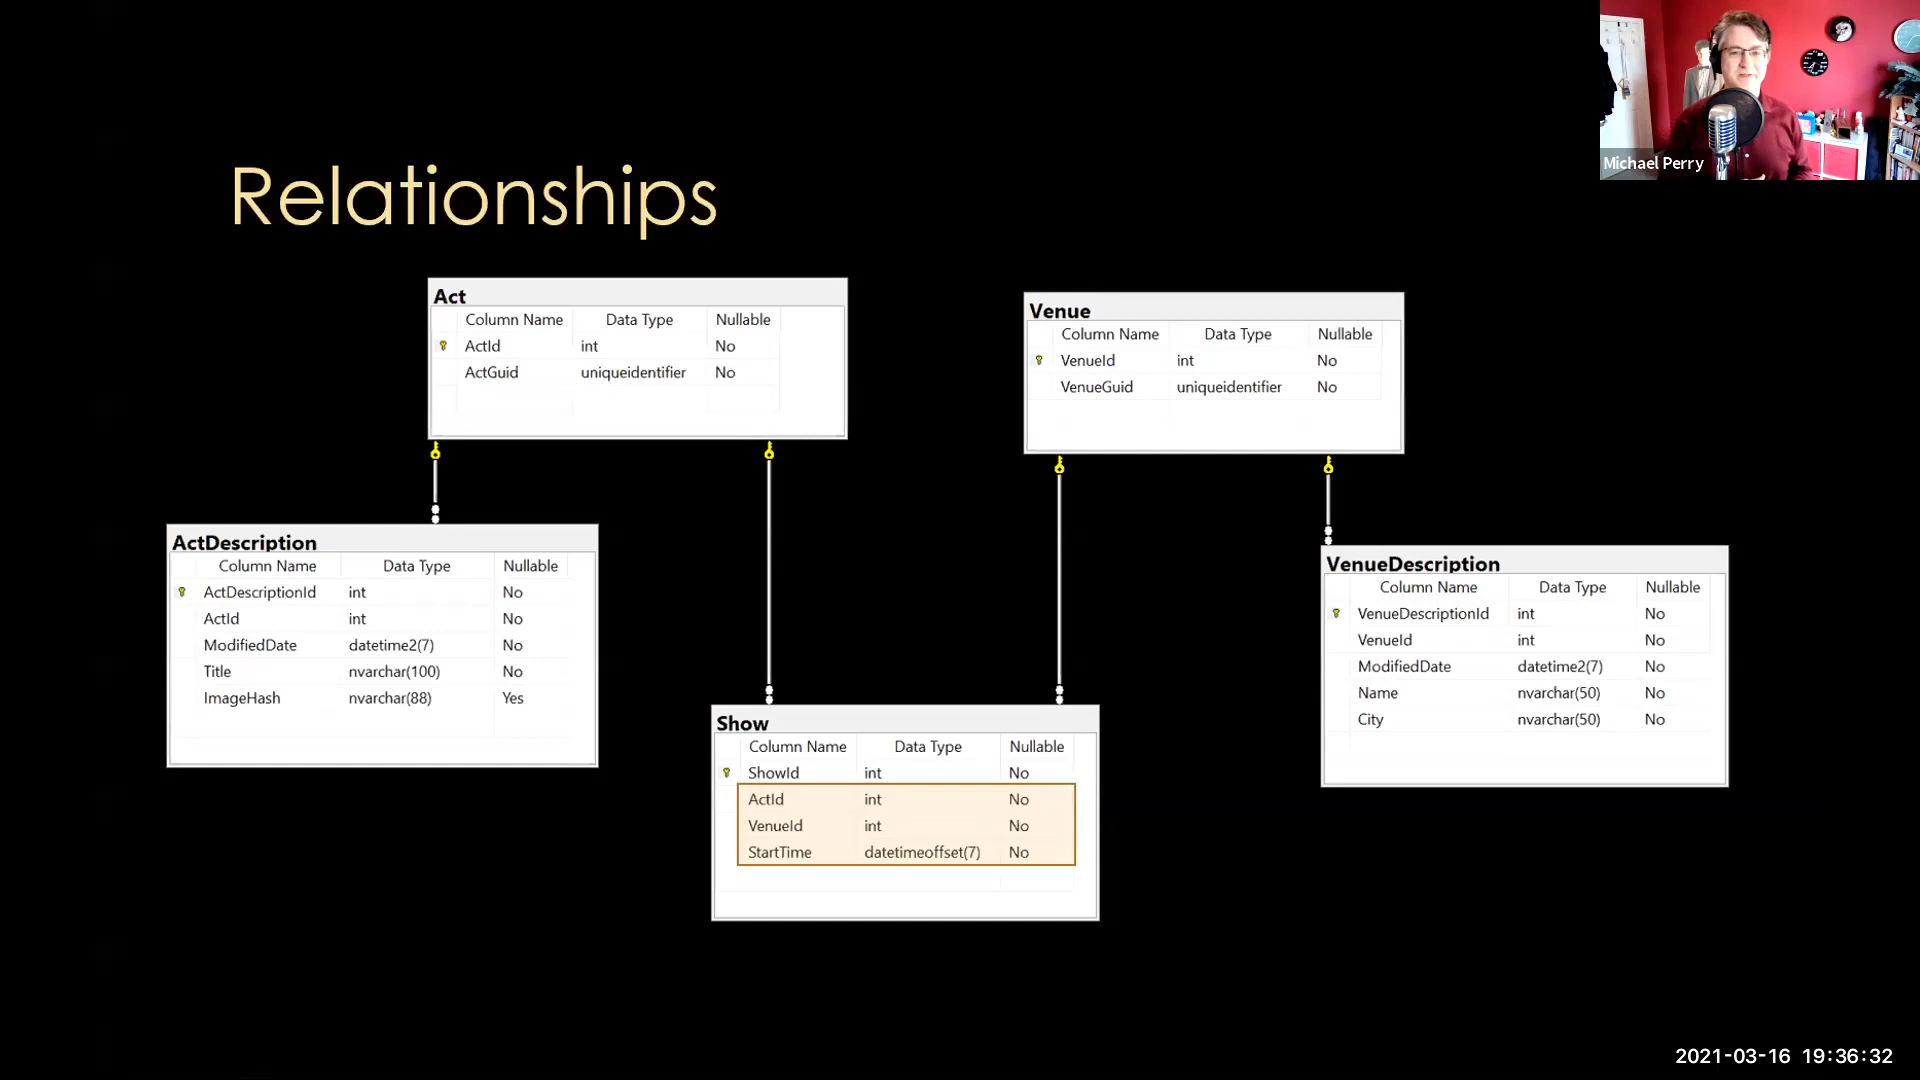 Michael Perry
Relationships
Act
Column Name Data Type Nullable
ActId int No
ActGuid uniqueidentifier No
Venue
Column Name Data Type Nullable
VenueId int No
VenueGuid uniqueidentifier No
ActDescription
Column Name Data Type Nullable
ActDescriptionId int No
ActId int No
ModifiedDate datetime2(7) No
Title nvarchar(100) No
ImageHash nvarchar(88) Yes
VenueDescription
Column Name Data Type Nullable
VenueDescriptionId int No
VenueId int No
ModifiedDate datetime2(7) No
Name nvarchar(50) No
City nvarchar(50) No
Show
Column Name Data Type Nullable
ShowId int No
ActId int No
VenueId int No
StartTime datetimeoffset(7) No
2021-03-16 19:36:32